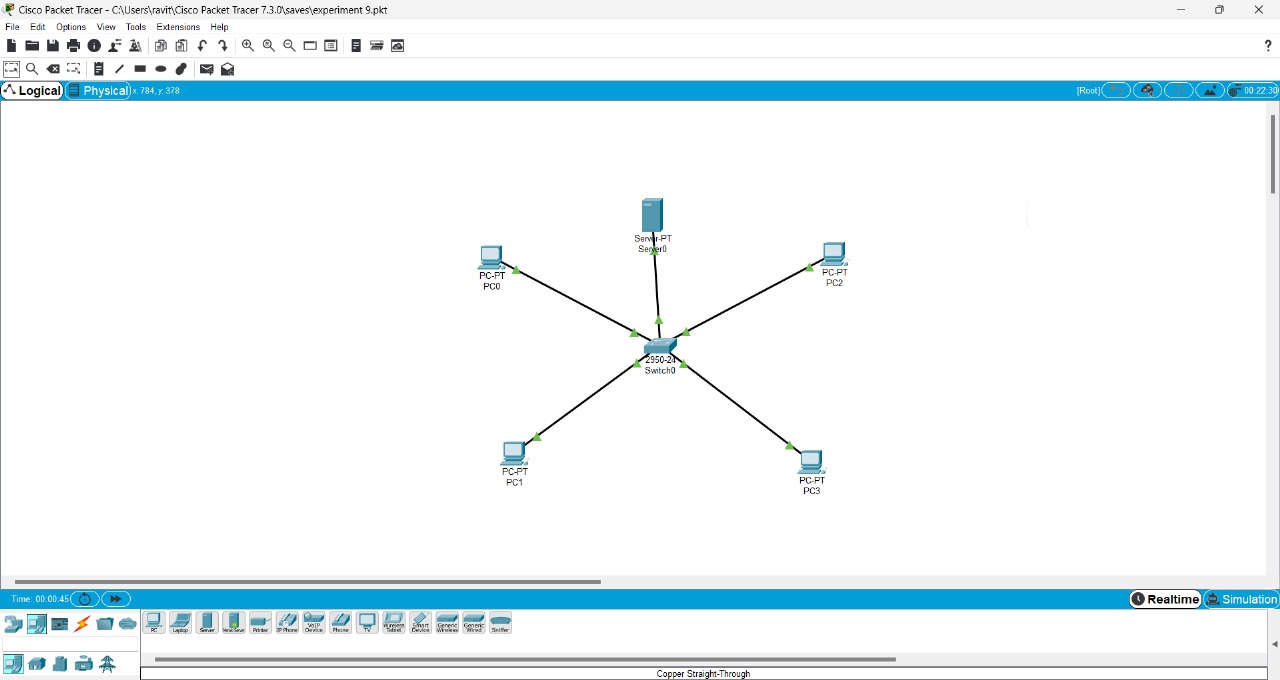 Cisco Packet Tracer - C:\Users\ravit\Cisco Packet Tracer 7.3.0\saves\experiment 9.pkt
File Edit Options View Tools Extensions Help
?
Logical Physical x: 784, y: 378 [Root] 00:22:30
Server-PT
Server0
PC-PT
PC0
PC-PT
PC2
2950-24
Switch0
PC-PT
PC1
PC-PT
PC3
Time: 00:00:45 Realtime Simulation
PC Laptop Server Printer IP Phone VoIP Device Phone TV Wireless Tablet Smart Device Generic Wireless Generic Wired Sniffer
Copper Straight-Through